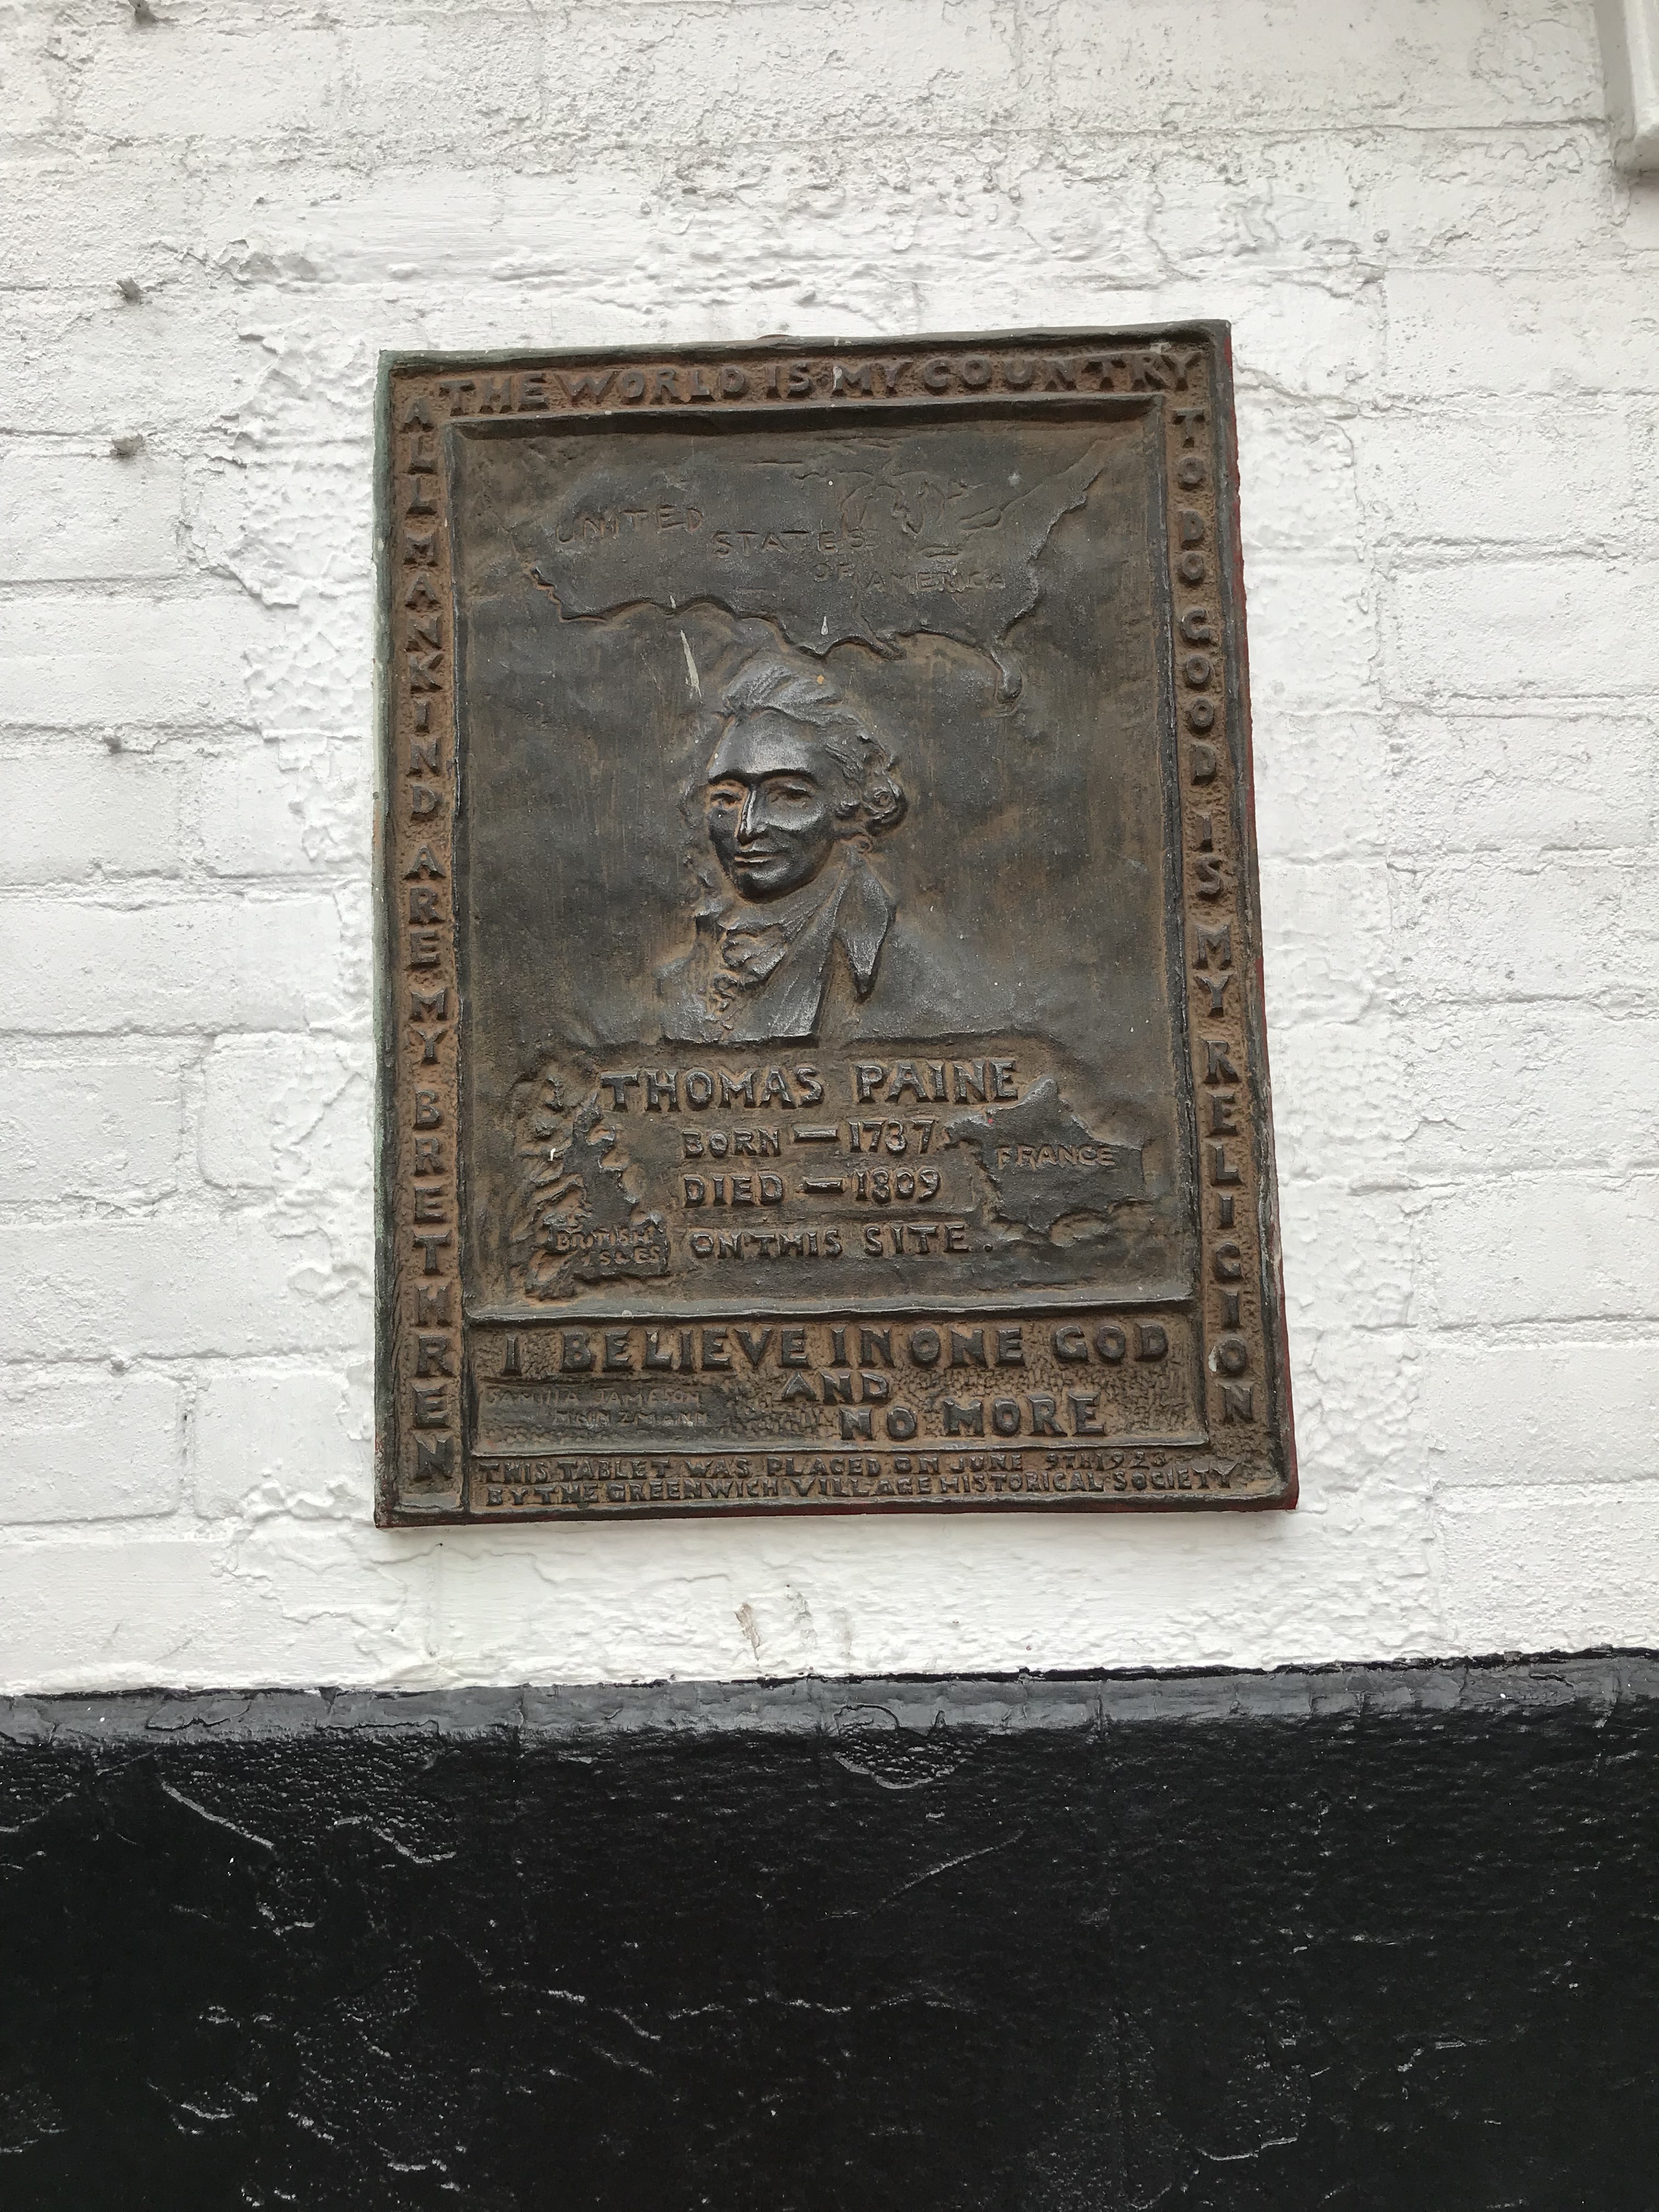 THE WORLD IS MY COUNTRY
ALL MANKIND ARE MY BRETHREN
TO DO GOOD IS MY RELIGION
UNITED
STATES
OF AMERICA
THOMAS PAINE
BORN — 1737
DIED — 1809
ON THIS SITE.
FRANCE
BRITISH
ISLES
I BELIEVE IN ONE GOD
AND
NO MORE
JAMESON
THIS TABLET WAS PLACED ON JUNE 9TH 1923
BY THE GREENWICH VILLAGE HISTORICAL SOCIETY